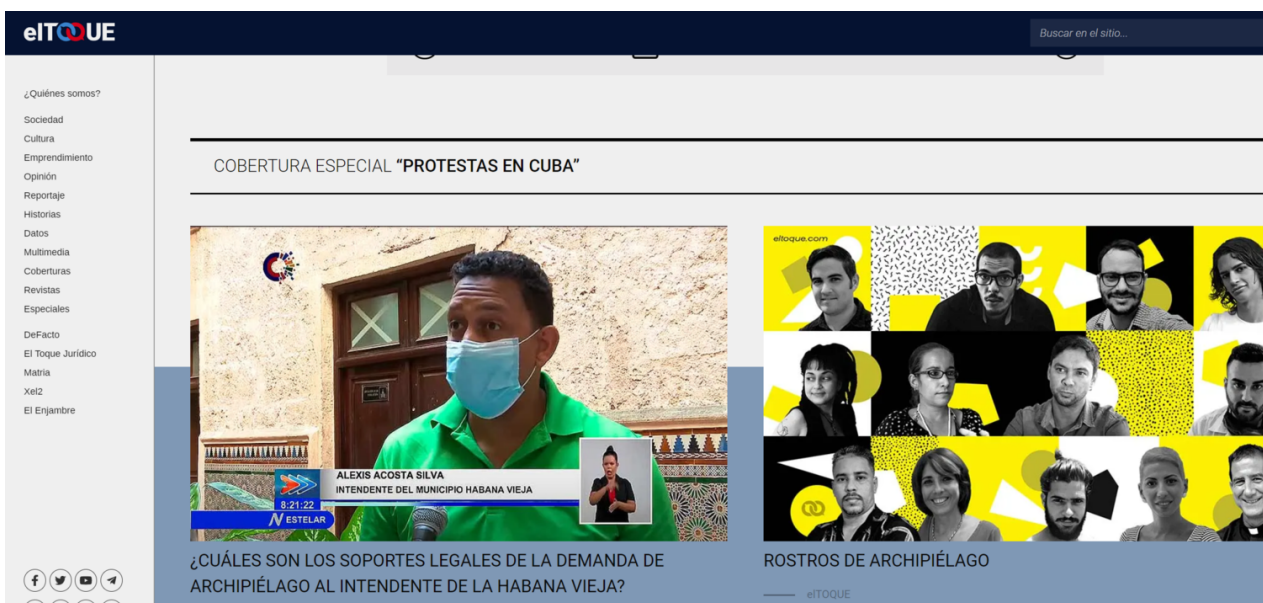 elTOQUE
Buscar en el sitio...
¿Quiénes somos?
Sociedad
Cultura
Emprendimiento
Opinión
Reportaje
Historias
Datos
Multimedia
Coberturas
Revistas
Especiales
DeFacto
El Toque Jurídico
Matria
Xel2
El Enjambre
COBERTURA ESPECIAL “PROTESTAS EN CUBA”
ALEXIS ACOSTA SILVA
INTENDENTE DEL MUNICIPIO HABANA VIEJA
8:21:22
N ESTELAR
¿CUÁLES SON LOS SOPORTES LEGALES DE LA DEMANDA DE
ARCHIPIÉLAGO AL INTENDENTE DE LA HABANA VIEJA?
eltoque.com
ROSTROS DE ARCHIPIÉLAGO
elTOQUE